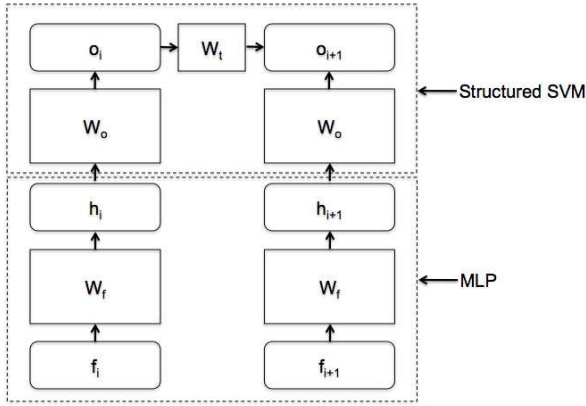 oᵢ Wₜ oᵢ₊₁
Structured SVM
Wₒ Wₒ
hᵢ hᵢ₊₁
W_f W_f
MLP
fᵢ fᵢ₊₁